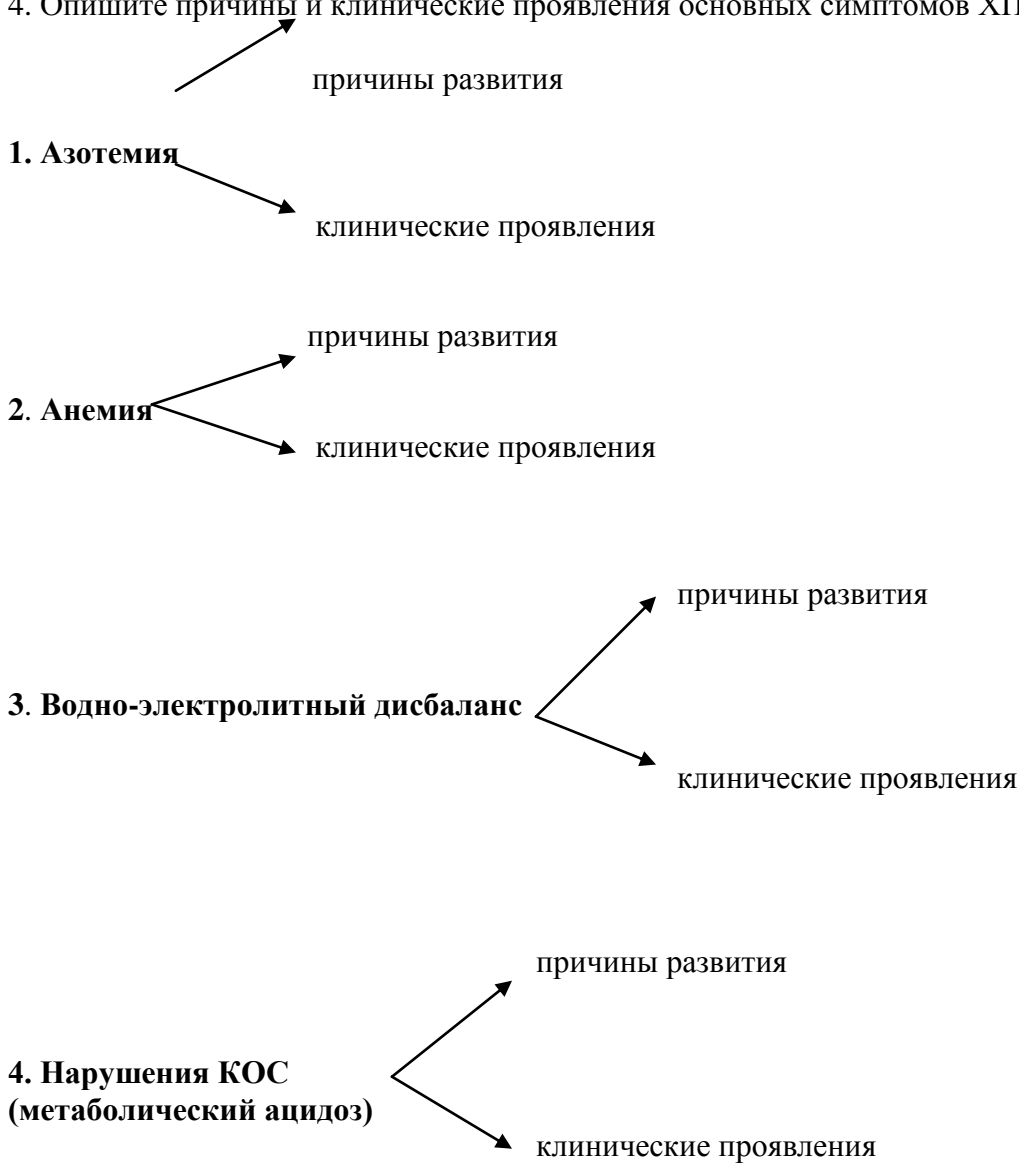 4. Опишите причины и клинические проявления основных симптомов
причины развития
1. Азотемия
клинические проявления
причины развития
2. Анемия
клинические проявления
причины развития
3. Водно-электролитный дисбаланс
клинические проявления
причины развития
4. Нарушения КОС
(метаболический ацидоз)
клинические проявления